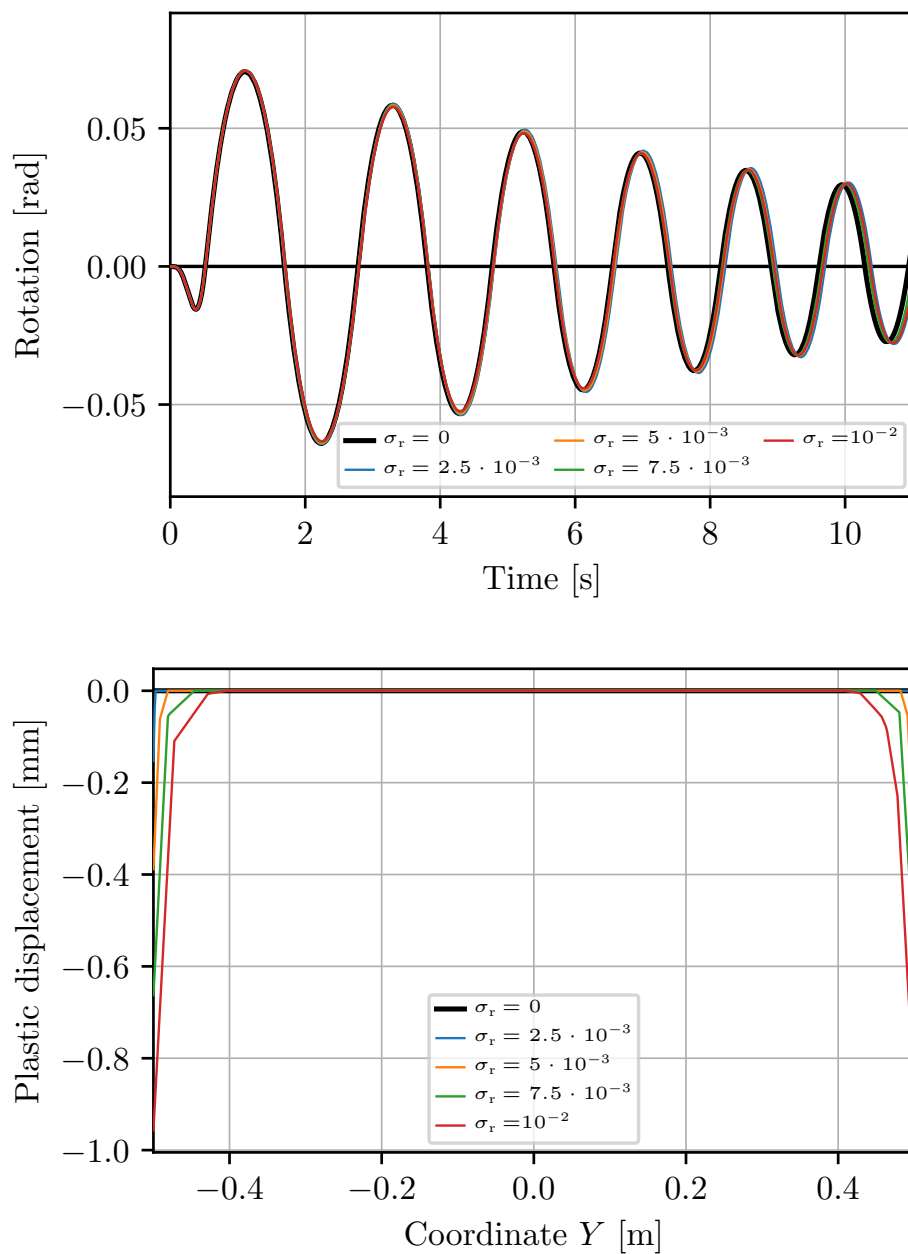 0.05
0.00
−0.05
Rotation [rad]
σr = 0
σr = 2.5 · 10⁻³
σr = 5 · 10⁻³
σr = 7.5 · 10⁻³
σr =10⁻²
0 2 4 6 8 10
Time [s]
0.0
−0.2
−0.4
−0.6
−0.8
−1.0
Plastic displacement [mm]
σr = 0
σr = 2.5 · 10⁻³
σr = 5 · 10⁻³
σr = 7.5 · 10⁻³
σr =10⁻²
−0.4 −0.2 0.0 0.2 0.4
Coordinate Y [m]